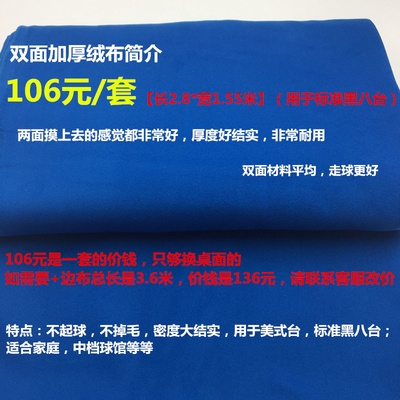 双面加厚绒布简介
106元/套【长2.8*宽1.55米】(用于标准黑八台)
两面摸上去的感觉都非常好，厚度好结实，非常耐用
双面材料平均，走球更好
106元是一套的价钱，只够换桌面的
如需要+边布总长是3.6米，价钱是136元，请联系客服改价
特点：不起球，不掉毛，密度大结实，用于美式台，标准黑八台；
适合家庭，中档球馆等等